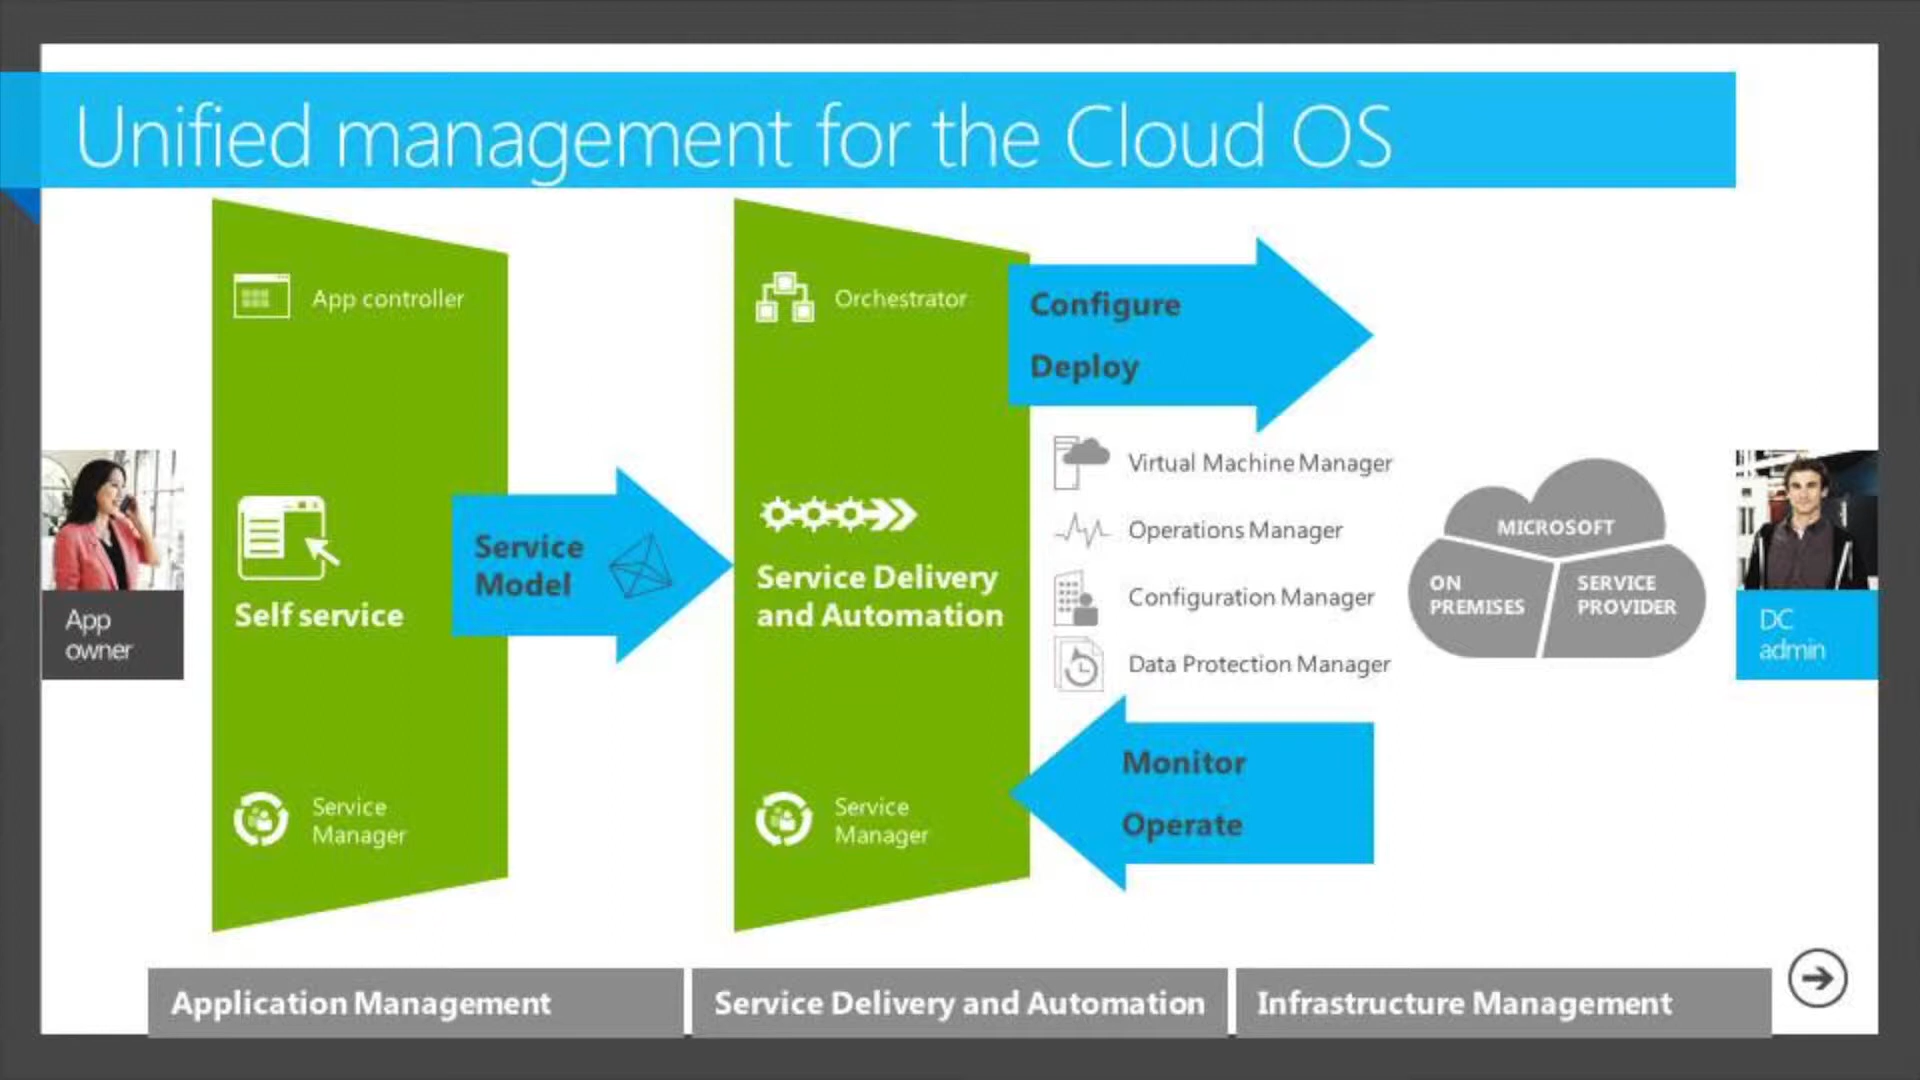 Unified management for the Cloud OS
App controller
Self service
Service
Manager
App
owner
Service
Model
Orchestrator
Service Delivery
and Automation
Service
Manager
Configure
Deploy
Virtual Machine Manager
Operations Manager
Configuration Manager
Data Protection Manager
Monitor
Operate
MICROSOFT
ON
PREMISES
SERVICE
PROVIDER
DC
admin
Application Management
Service Delivery and Automation
Infrastructure Management